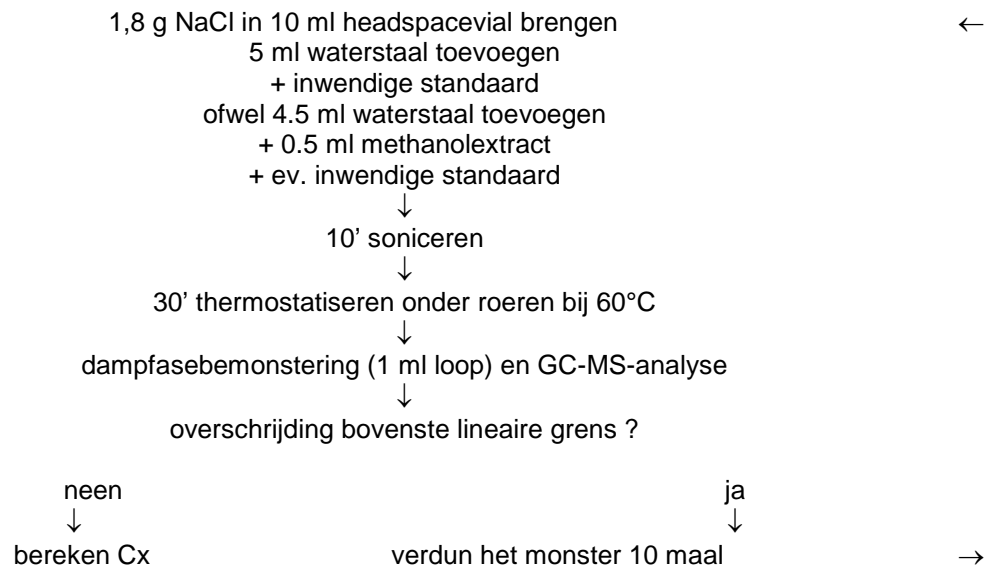 1,8 g NaCl in 10 ml headspacevial brengen ←
5 ml waterstaal toevoegen
+ inwendige standaard
ofwel 4.5 ml waterstaal toevoegen
+ 0.5 ml methanolextract
+ ev. inwendige standaard
↓
10’ soniceren
↓
30’ thermostatiseren onder roeren bij 60°C
↓
dampfasebemonstering (1 ml loop) en GC-MS-analyse
↓
overschrijding bovenste lineaire grens ?
neen ja
↓ ↓
bereken Cx verdun het monster 10 maal →